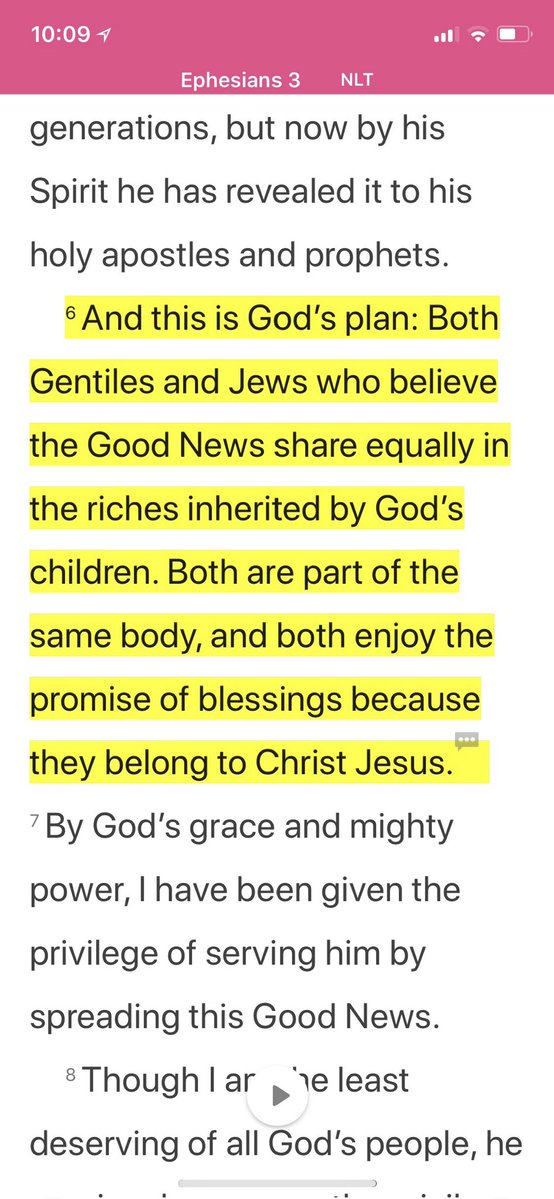 10:09
Ephesians 3 NLT
generations, but now by his
Spirit he has revealed it to his
holy apostles and prophets.
6 And this is God’s plan: Both
Gentiles and Jews who believe
the Good News share equally in
the riches inherited by God’s
children. Both are part of the
same body, and both enjoy the
promise of blessings because
they belong to Christ Jesus.
7 By God’s grace and mighty
power, I have been given the
privilege of serving him by
spreading this Good News.
8 Though I least
deserving of all God’s people, he